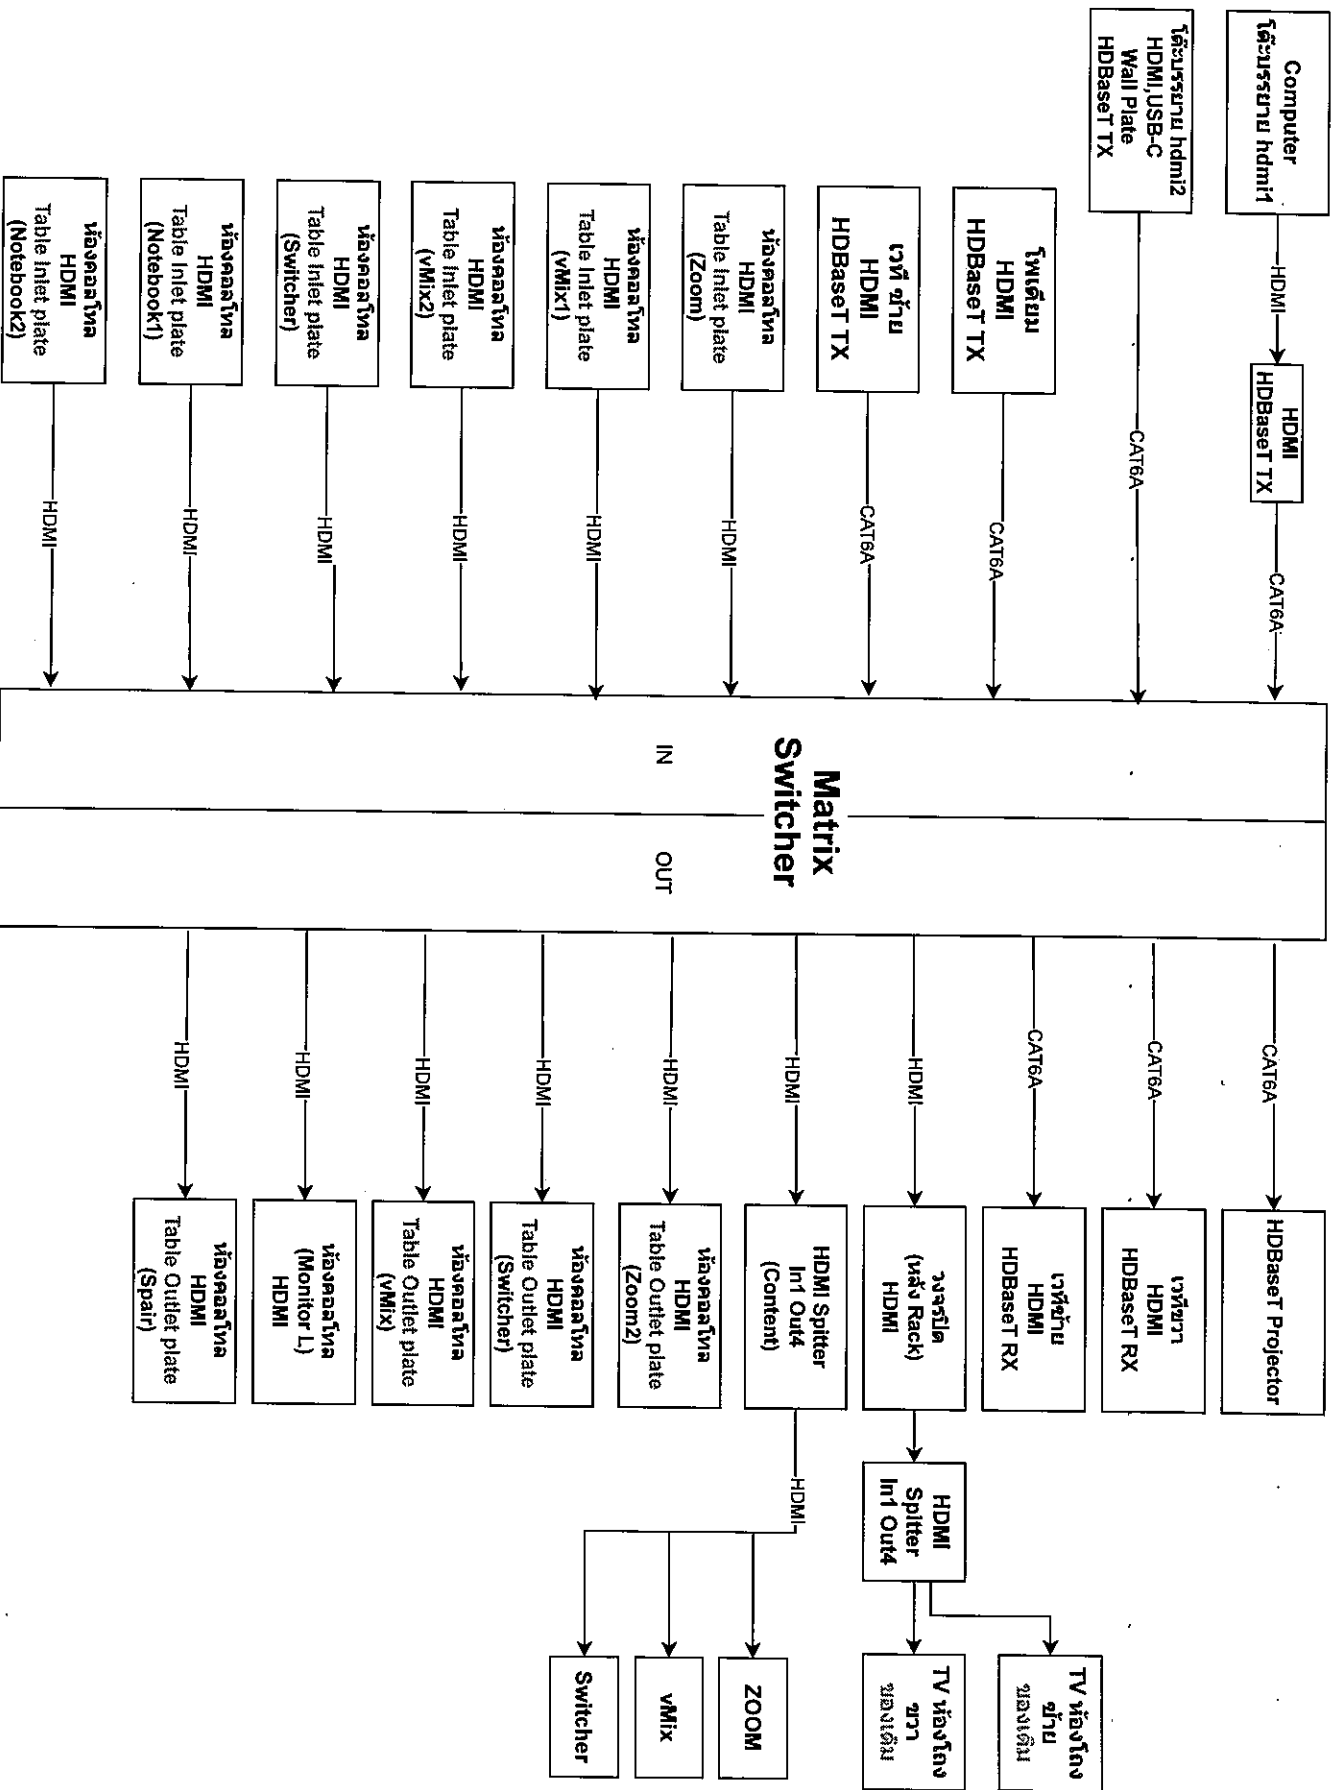 Computer
โต๊ะบรรยาย hdmi1
HDMI
HDMI
HDBaseT TX
CAT6A
โต๊ะบรรยาย hdmi2
HDMI,USB-C
Wall Plate
HDBaseT TX
CAT6A
โพเดียม
HDMI
HDBaseT TX
CAT6A
เวที ซ้าย
HDMI
HDBaseT TX
CAT6A
ห้องคอลโทล
HDMI
Table Inlet plate
(Zoom)
HDMI
ห้องคอลโทล
HDMI
Table Inlet plate
(vMix1)
HDMI
ห้องคอลโทล
HDMI
Table Inlet plate
(vMix2)
HDMI
ห้องคอลโทล
HDMI
Table Inlet plate
(Switcher)
HDMI
ห้องคอลโทล
HDMI
Table Inlet plate
(Notebook1)
HDMI
ห้องคอลโทล
HDMI
Table Inlet plate
(Notebook2)
HDMI
Matrix
Switcher
IN
OUT
CAT6A
HDBaseT Projector
CAT6A
เวทีขวา
HDMI
HDBaseT RX
CAT6A
เวทีซ้าย
HDMI
HDBaseT RX
HDMI
วงจรปิด
(หลัง Rack)
HDMI
HDMI
Spitter
In1 Out4
TV ห้องโถง
ซ้าย
ของเดิม
TV ห้องโถง
ขวา
ของเดิม
HDMI
HDMI Spitter
In1 Out4
(Content)
HDMI
ZOOM
vMix
Switcher
HDMI
ห้องคอลโทล
HDMI
Table Outlet plate
(Zoom2)
HDMI
ห้องคอลโทล
HDMI
Table Outlet plate
(Switcher)
HDMI
ห้องคอลโทล
HDMI
Table Outlet plate
(vMix)
HDMI
ห้องคอลโทล
(Monitor L)
HDMI
HDMI
ห้องคอลโทล
HDMI
Table Outlet plate
(Spair)